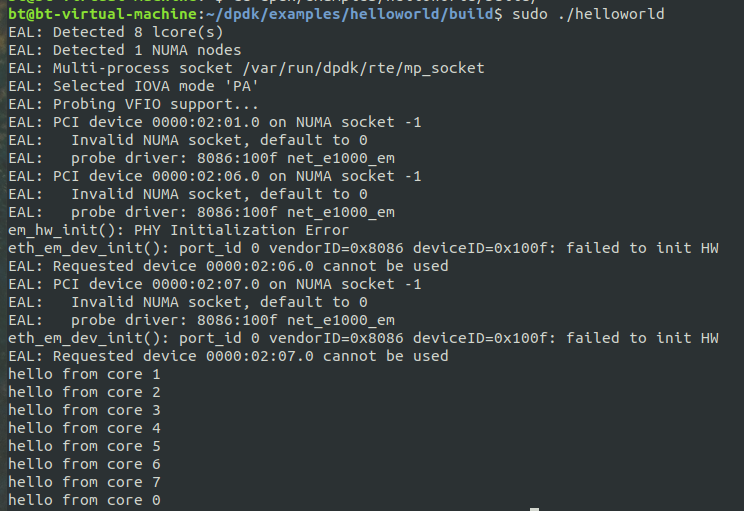 bt@bt-virtual-machine:~/dpdk/examples/helloworld/build$ sudo ./helloworld
EAL: Detected 8 lcore(s)
EAL: Detected 1 NUMA nodes
EAL: Multi-process socket /var/run/dpdk/rte/mp_socket
EAL: Selected IOVA mode 'PA'
EAL: Probing VFIO support...
EAL: PCI device 0000:02:01.0 on NUMA socket -1
EAL:   Invalid NUMA socket, default to 0
EAL:   probe driver: 8086:100f net_e1000_em
EAL: PCI device 0000:02:06.0 on NUMA socket -1
EAL:   Invalid NUMA socket, default to 0
EAL:   probe driver: 8086:100f net_e1000_em
em_hw_init(): PHY Initialization Error
eth_em_dev_init(): port_id 0 vendorID=0x8086 deviceID=0x100f: failed to init HW
EAL: Requested device 0000:02:06.0 cannot be used
EAL: PCI device 0000:02:07.0 on NUMA socket -1
EAL:   Invalid NUMA socket, default to 0
EAL:   probe driver: 8086:100f net_e1000_em
eth_em_dev_init(): port_id 0 vendorID=0x8086 deviceID=0x100f: failed to init HW
EAL: Requested device 0000:02:07.0 cannot be used
hello from core 1
hello from core 2
hello from core 3
hello from core 4
hello from core 5
hello from core 6
hello from core 7
hello from core 0